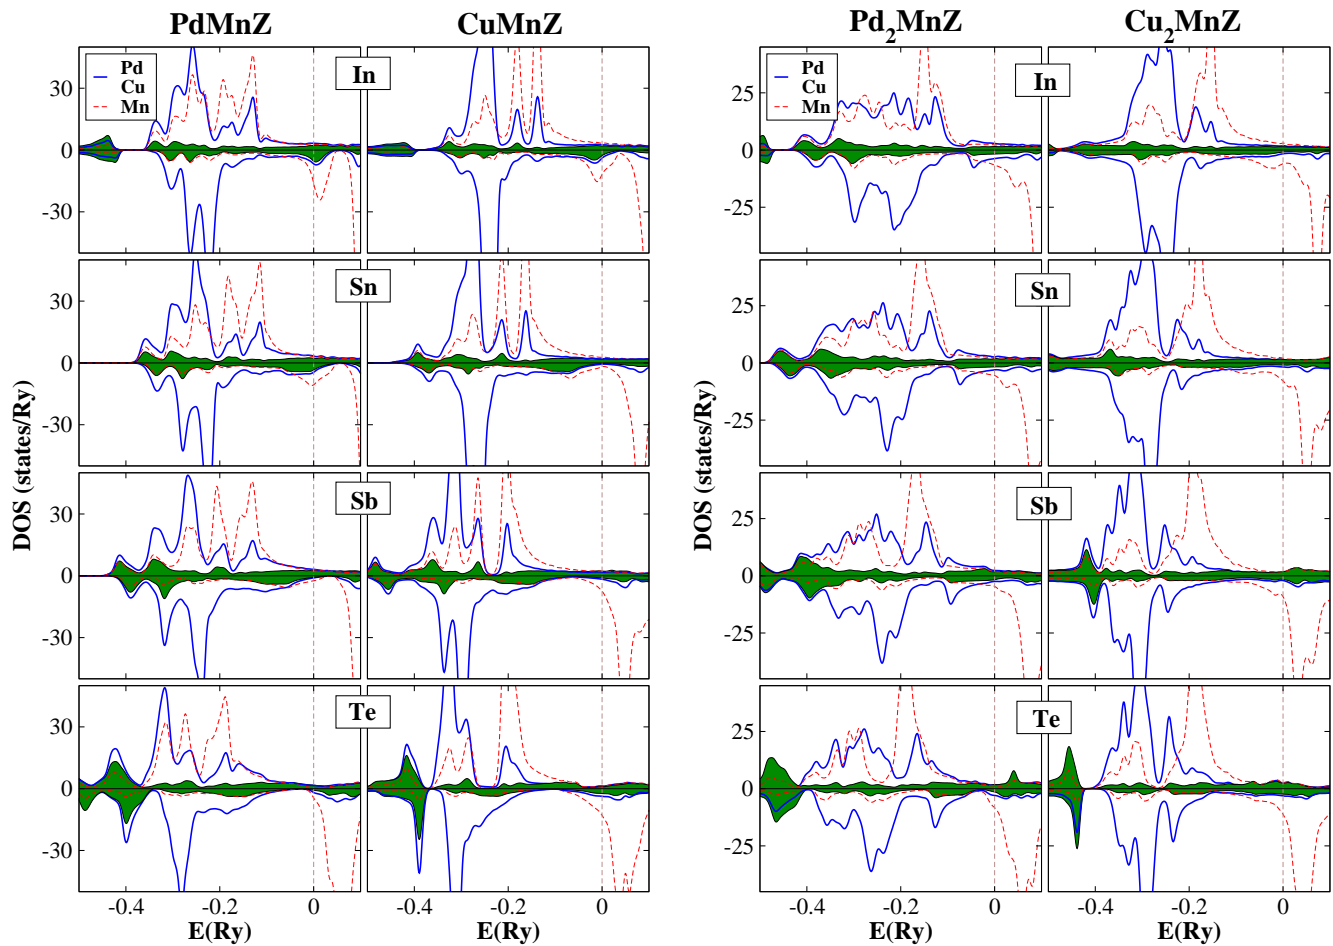 PdMnZ CuMnZ Pd₂MnZ Cu₂MnZ
Pd
Cu
Mn
In
Pd
Cu
Mn
In
30
0
-30
25
0
-25
Sn
Sn
30
0
-30
25
0
-25
Sb
Sb
30
0
-30
25
0
-25
Te
Te
30
0
-30
25
0
-25
DOS (states/Ry)
DOS (states/Ry)
-0.4 -0.2 0 -0.4 -0.2 0 -0.4 -0.2 0 -0.4 -0.2 0
E(Ry) E(Ry) E(Ry) E(Ry)